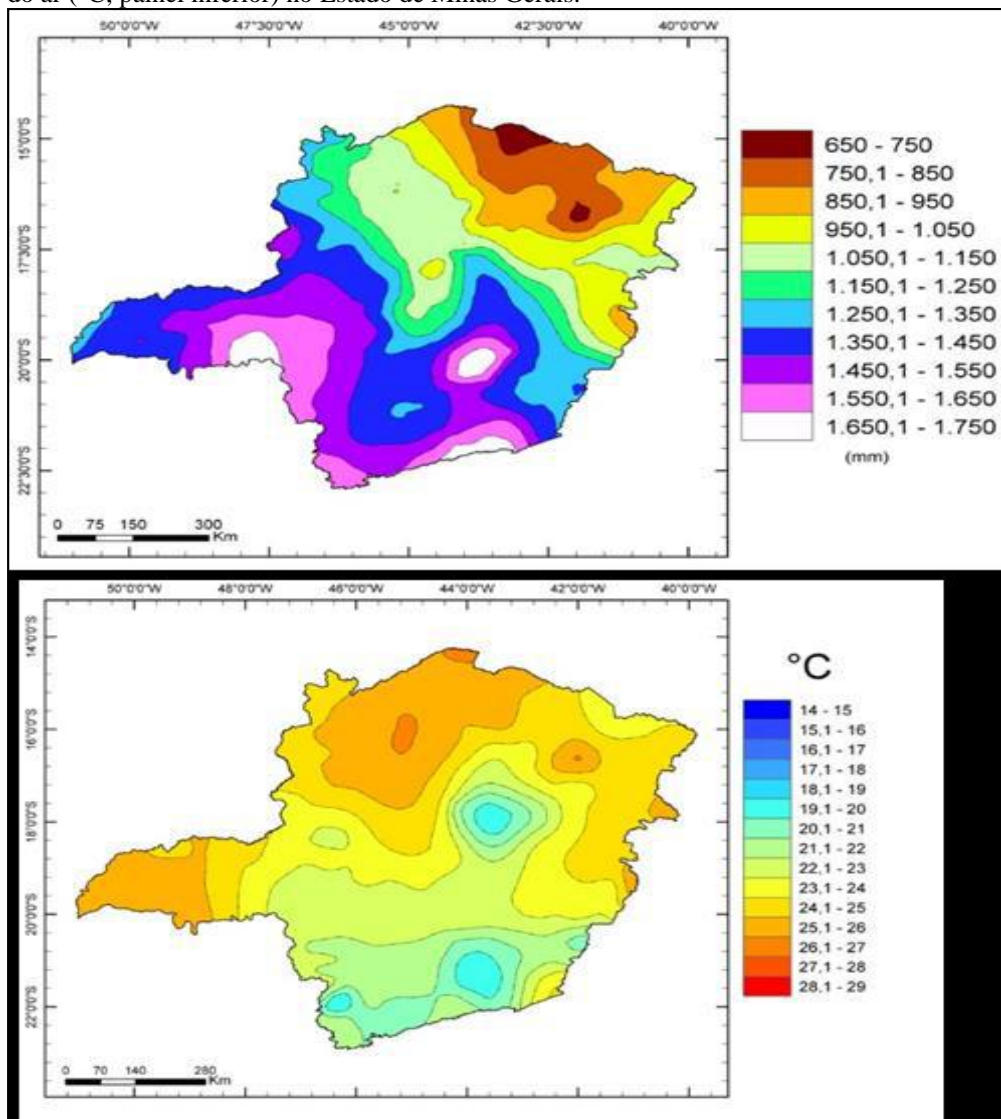 do ar (°C, painel inferior) no Estado de Minas Gerais.
50°0'0"W 47°30'0"W 45°0'0"W 42°30'0"W 40°0'0"W
15°0'0"S
17°30'0"S
20°0'0"S
22°30'0"S
650 - 750
750,1 - 850
850,1 - 950
950,1 - 1.050
1.050,1 - 1.150
1.150,1 - 1.250
1.250,1 - 1.350
1.350,1 - 1.450
1.450,1 - 1.550
1.550,1 - 1.650
1.650,1 - 1.750
(mm)
0 75 150 300
Km
50°0'0"W 48°0'0"W 46°0'0"W 44°0'0"W 42°0'0"W 40°0'0"W
14°0'0"S
16°0'0"S
18°0'0"S
20°0'0"S
22°0'0"S
°C
14 - 15
15,1 - 16
16,1 - 17
17,1 - 18
18,1 - 19
19,1 - 20
20,1 - 21
21,1 - 22
22,1 - 23
23,1 - 24
24,1 - 25
25,1 - 26
26,1 - 27
27,1 - 28
28,1 - 29
0 70 140 280
Km